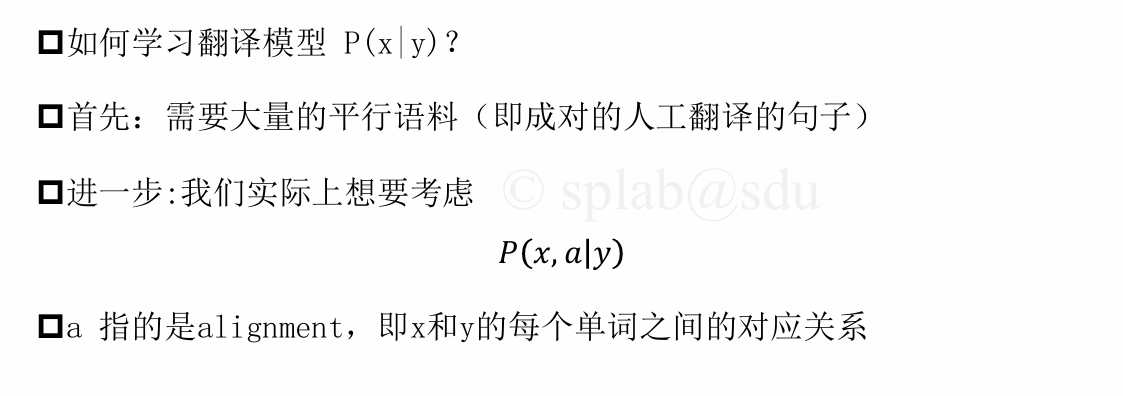 如何学习翻译模型 P(x|y)?
首先：需要大量的平行语料（即成对的人工翻译的句子）
进一步:我们实际上想要考虑
© splab@sdu
P(x, a|y)
a 指的是alignment，即x和y的每个单词之间的对应关系